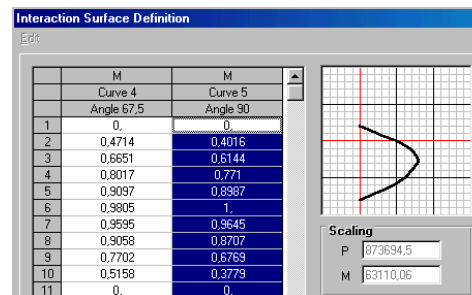 Interaction Surface Definition
Edit
M M
Curve 4 Curve 5
Angle 67,5 Angle 90
1 0, 0,
2 0,4714 0,4016
3 0,6651 0,6144
4 0,8017 0,771
5 0,9097 0,8987
6 0,9805 1,
7 0,9595 0,9645
8 0,9058 0,8707
9 0,7702 0,6769
10 0,5158 0,3779
11 0, 0,
Scaling
P 873694,5
M 63110,06